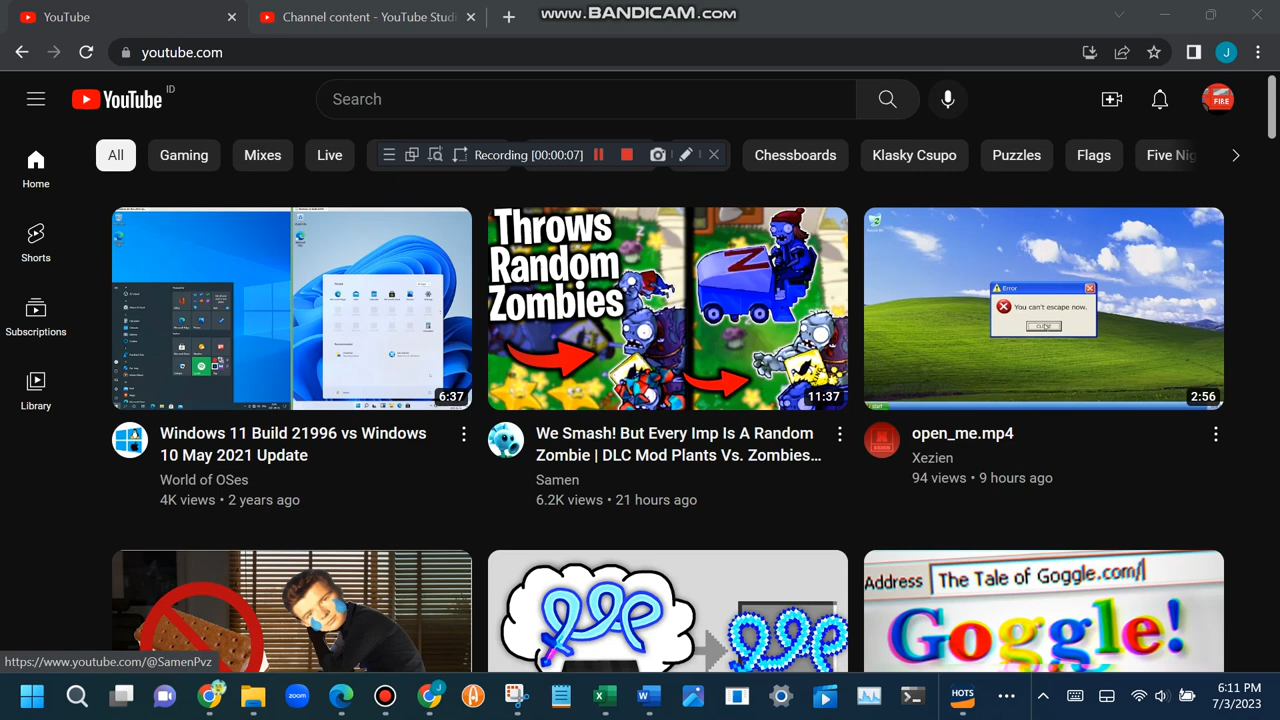 YouTube
Channel content - YouTube Studi
www.BANDICAM.com
youtube.com
J
YouTube ID
Search
FIRE
All
Gaming
Mixes
Live
Recording [00:00:07]
Chessboards
Klasky Csupo
Puzzles
Flags
Five Nig
Home
Shorts
Subscriptions
Library
6:37
Windows 11 Build 21996 vs Windows
10 May 2021 Update
World of OSes
4K views • 2 years ago
Throws
Random
Zombies
11:37
We Smash! But Every Imp Is A Random
Zombie | DLC Mod Plants Vs. Zombies...
Samen
6.2K views • 21 hours ago
Error
You can't escape now.
start
2:56
open_me.mp4
Xezien
94 views • 9 hours ago
Address The Tale of Goggle.com/
Goggle!
https://www.youtube.com/@SamenPvz
zoom
HOTS
6:11 PM
7/3/2023